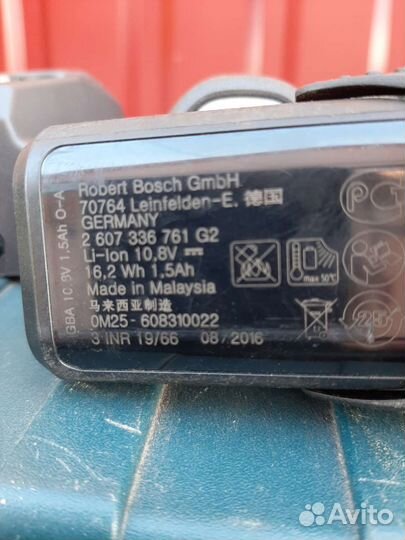 Robert Bosch GmbH
70764 Leinfelden-E. 德国
GERMANY
2 607 336 761 G2
Li-Ion 10,8V
16,2 Wh 1,5Ah
Made in Malaysia
马来西亚制造
0M25-608310022
3 INR 19/66 08/2016
GBA 10,8V 1,5Ah O-A
max 50°C
25
Avito